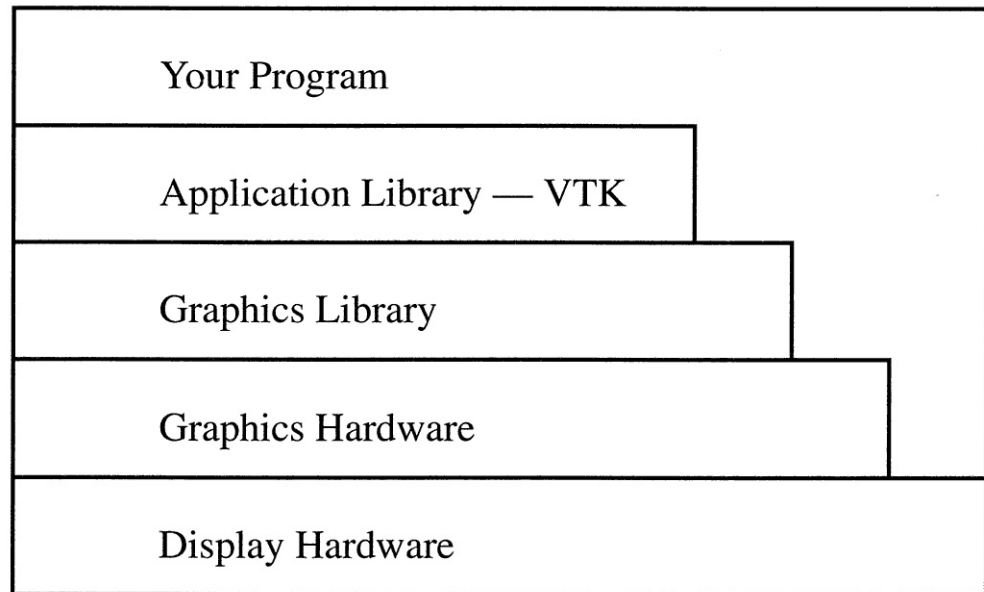 Your Program
Application Library — VTK
Graphics Library
Graphics Hardware
Display Hardware